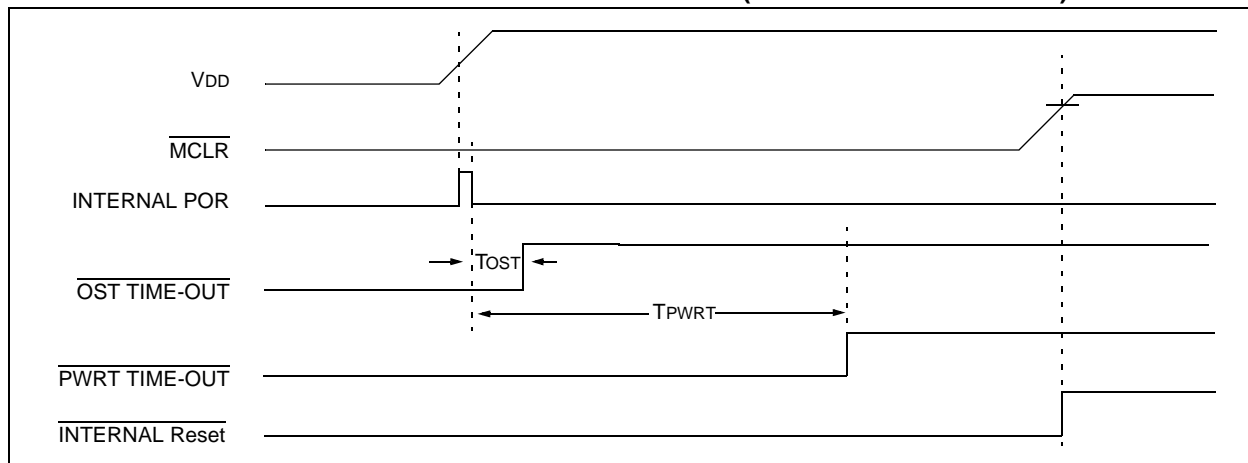 (
)
VDD
MCLR
INTERNAL POR
TOST
OST TIME-OUT
TPWRT
PWRT TIME-OUT
INTERNAL Reset